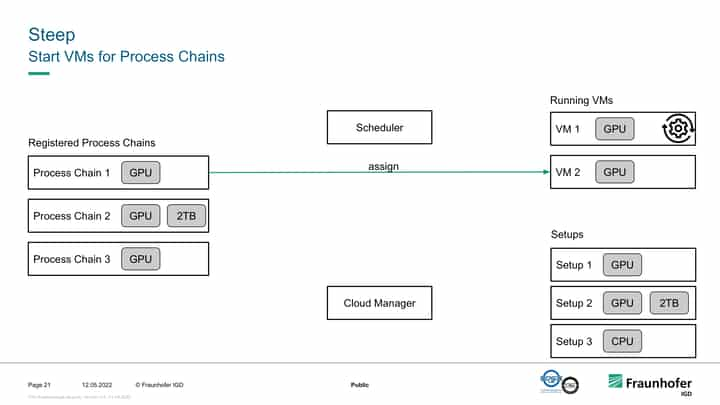 Steep
Start VMs for Process Chains
Running VMs
Scheduler
VM 1 GPU
Registered Process Chains
assign
Process Chain 1 GPU
VM 2 GPU
Process Chain 2 GPU 2TB
Setups
Process Chain 3 GPU
Setup 1 GPU
Cloud Manager
Setup 2 GPU 2TB
Setup 3 CPU
Page 21 12.05.2022 © Fraunhofer IGD Public
Fraunhofer
IGD